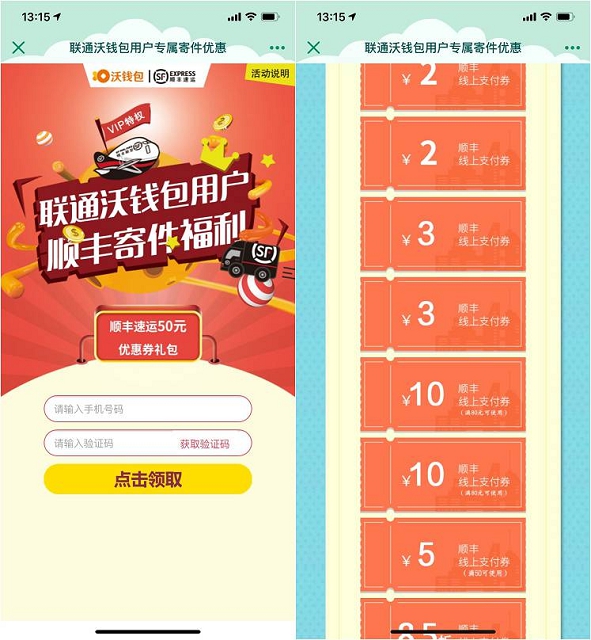 13:15
联通沃钱包用户专属寄件优惠
沃钱包
SF EXPRESS
顺丰速运
活动说明
VIP特权
联通沃钱包用户
顺丰寄件福利
SF
顺丰速运50元
优惠券礼包
请输入手机号码
请输入验证码
获取验证码
点击领取
13:15
联通沃钱包用户专属寄件优惠
¥ 2
线上支付券
¥ 2
顺丰
线上支付券
¥ 3
顺丰
线上支付券
¥ 3
顺丰
线上支付券
¥10
顺丰
线上支付券
(满80元可使用)
¥10
顺丰
线上支付券
(满80元可使用)
¥ 5
顺丰
线上支付券
(满50可使用)